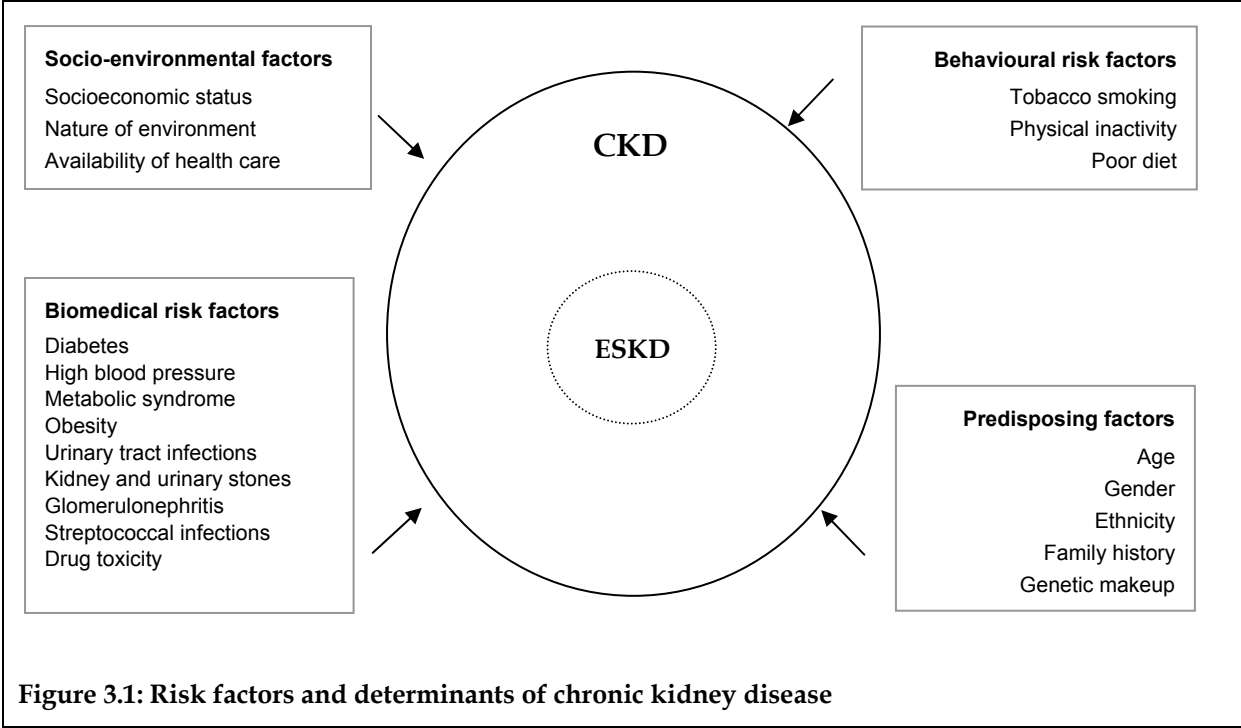 Socio-environmental factors
Socioeconomic status
Nature of environment
Availability of health care
Behavioural risk factors
Tobacco smoking
Physical inactivity
Poor diet
CKD
ESKD
Biomedical risk factors
Diabetes
High blood pressure
Metabolic syndrome
Obesity
Urinary tract infections
Kidney and urinary stones
Glomerulonephritis
Streptococcal infections
Drug toxicity
Predisposing factors
Age
Gender
Ethnicity
Family history
Genetic makeup
Figure 3.1: Risk factors and determinants of chronic kidney disease